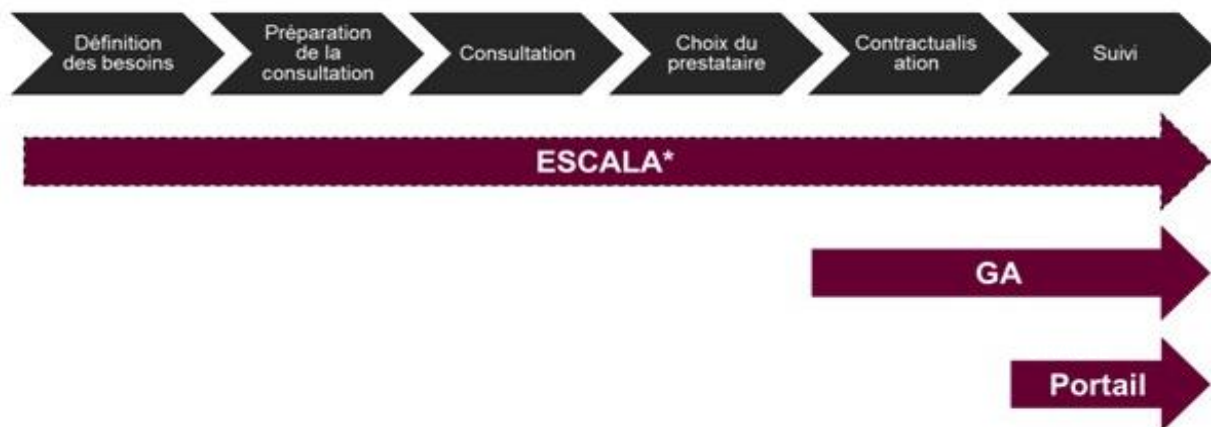 Définition
des besoins
Préparation
de la
consultation
Consultation
Choix du
prestataire
Contractualis
ation
Suivi
ESCALA*
GA
Portail